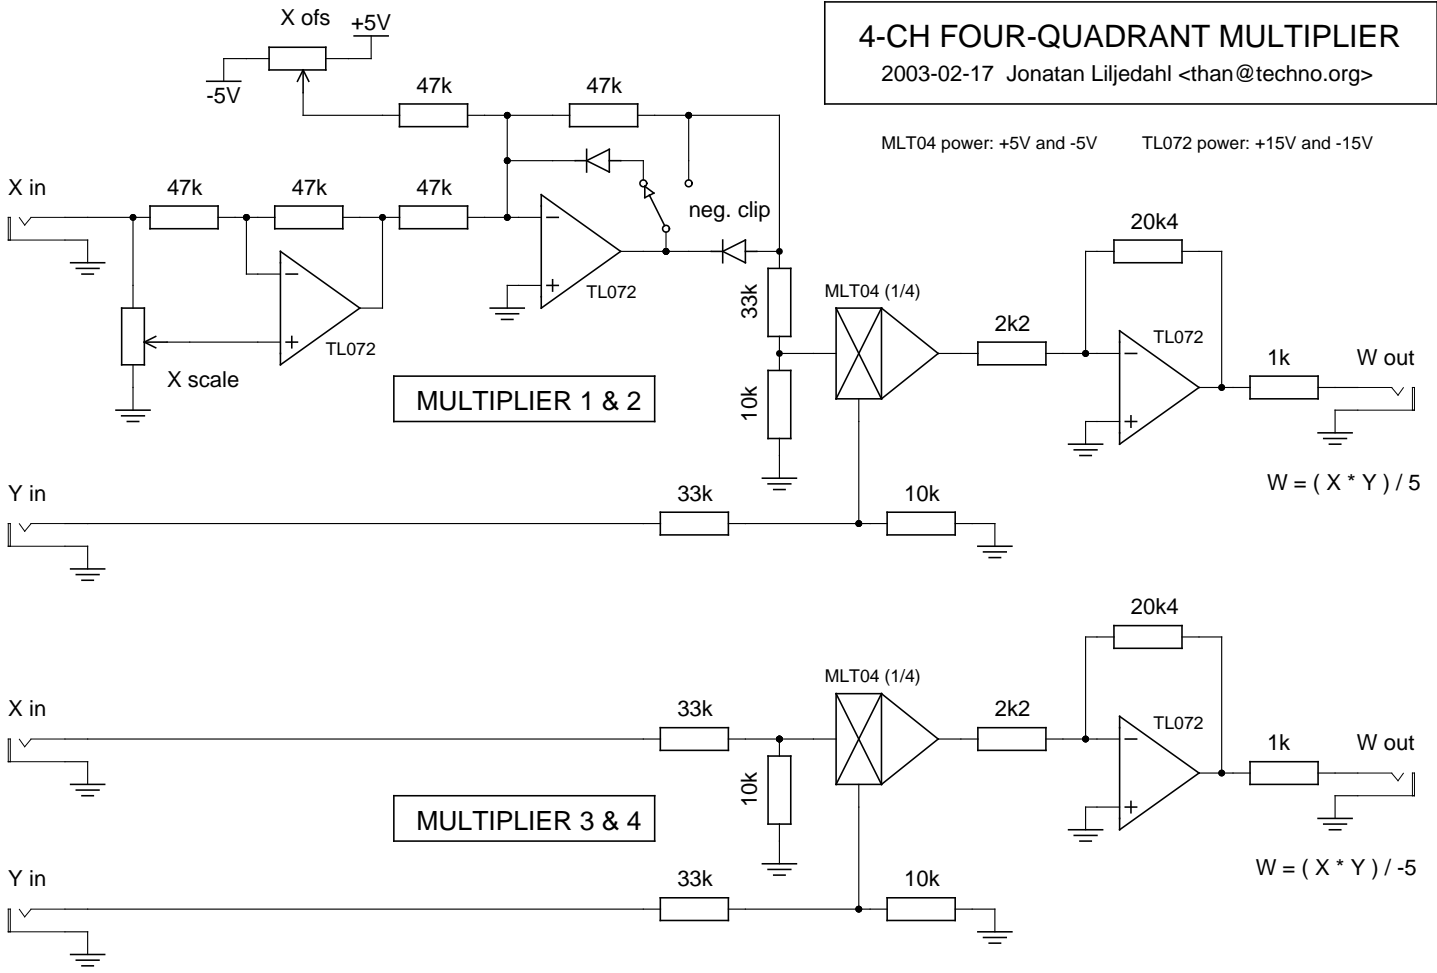 4-CH FOUR-QUADRANT MULTIPLIER
2003-02-17 Jonatan Liljedahl <than@techno.org>
MLT04 power: +5V and -5V
TL072 power: +15V and -15V
X ofs
+5V
-5V
47k
47k
X in
47k
47k
47k
neg. clip
−
+
TL072
−
+
TL072
X scale
MULTIPLIER 1 & 2
33k
10k
MLT04 (1/4)
2k2
20k4
−
+
TL072
1k
W out
W = ( X * Y ) / 5
Y in
33k
10k
X in
33k
10k
MLT04 (1/4)
2k2
20k4
−
+
TL072
1k
W out
MULTIPLIER 3 & 4
W = ( X * Y ) / -5
Y in
33k
10k